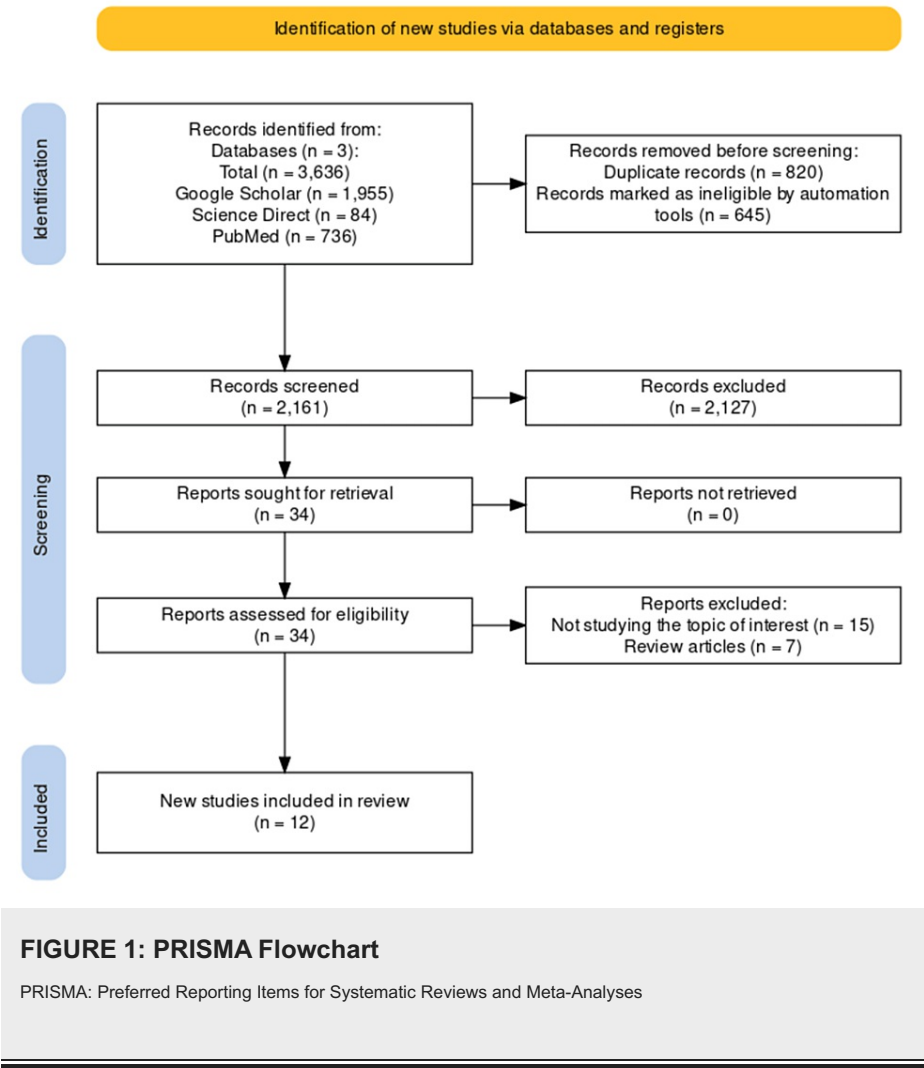 Identification of new studies via databases and registers
Identification
Records identified from:
Databases (n = 3):
Total (n = 3,636)
Google Scholar (n = 1,955)
Science Direct (n = 84)
PubMed (n = 736)
Records removed before screening:
Duplicate records (n = 820)
Records marked as ineligible by automation
tools (n = 645)
Screening
Records screened
(n = 2,161)
Records excluded
(n = 2,127)
Reports sought for retrieval
(n = 34)
Reports not retrieved
(n = 0)
Reports assessed for eligibility
(n = 34)
Reports excluded:
Not studying the topic of interest (n = 15)
Review articles (n = 7)
Included
New studies included in review
(n = 12)
FIGURE 1: PRISMA Flowchart
PRISMA: Preferred Reporting Items for Systematic Reviews and Meta-Analyses